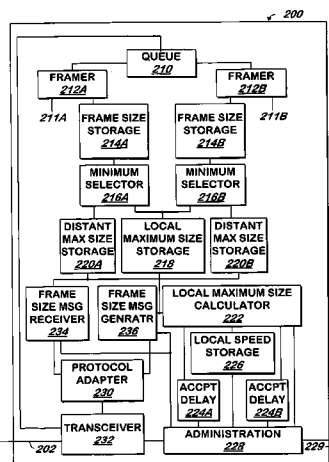 200
QUEUE
210
FRAMER
212A
FRAMER
212B
211A
211B
FRAME SIZE
STORAGE
214A
FRAME SIZE
STORAGE
214B
MINIMUM
SELECTOR
216A
MINIMUM
SELECTOR
216B
DISTANT
MAX SIZE
STORAGE
220A
LOCAL
MAXIMUM SIZE
STORAGE
218
DISTANT
MAX SIZE
STORAGE
220B
FRAME
SIZE MSG
RECEIVER
234
FRAME
SIZE MSG
GENRATR
236
LOCAL MAXIMUM SIZE
CALCULATOR
222
LOCAL SPEED
STORAGE
226
PROTOCOL
ADAPTER
230
ACCPT
DELAY
224A
ACCPT
DELAY
224B
202
TRANSCEIVER
232
ADMINISTRATION
228
229